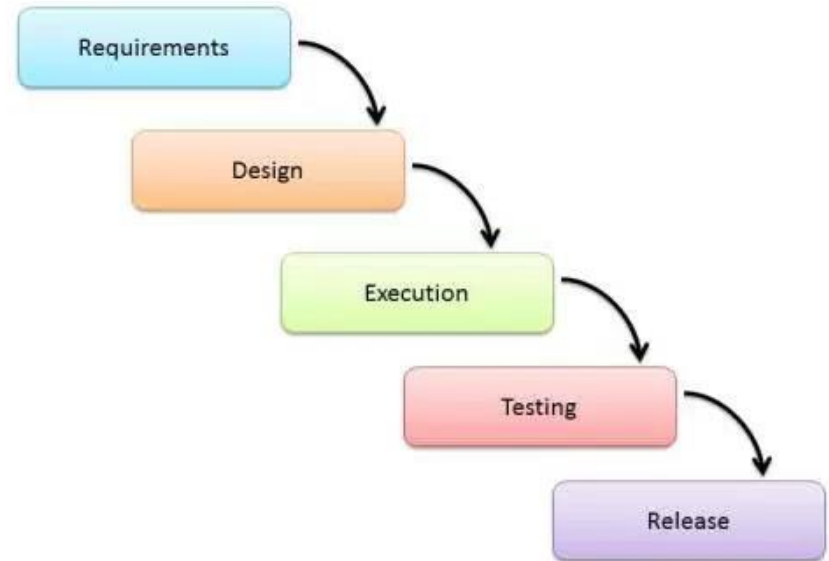 Requirements
Design
Execution
Testing
Release